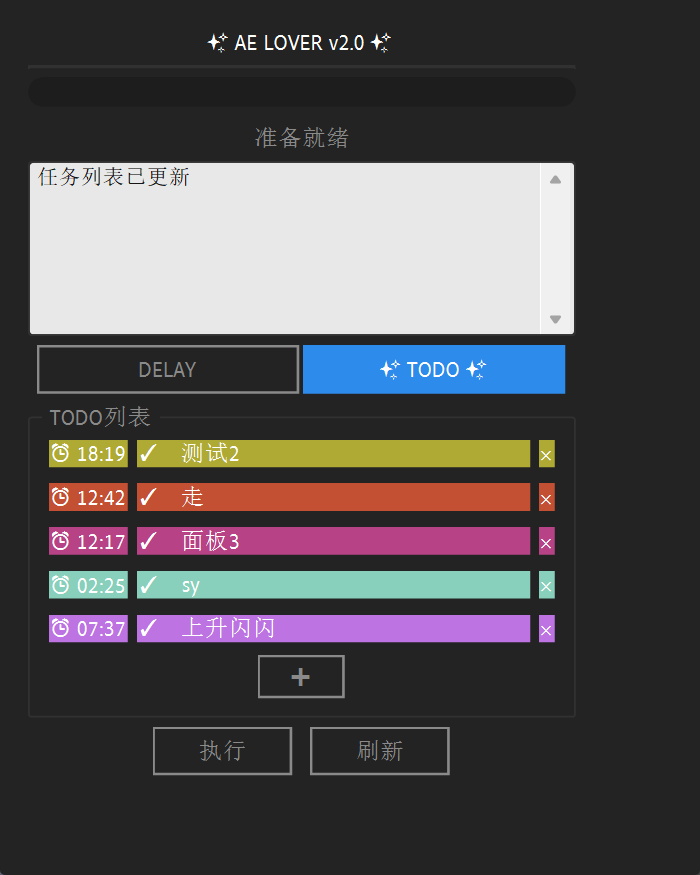 ✨ AE LOVER v2.0 ✨
准备就绪
任务列表已更新
DELAY ✨ TODO ✨
TODO列表
⏰ 18:19 ✓ 测试2 ×
⏰ 12:42 ✓ 走 ×
⏰ 12:17 ✓ 面板3 ×
⏰ 02:25 ✓ sy ×
⏰ 07:37 ✓ 上升闪闪 ×
+
执行 刷新